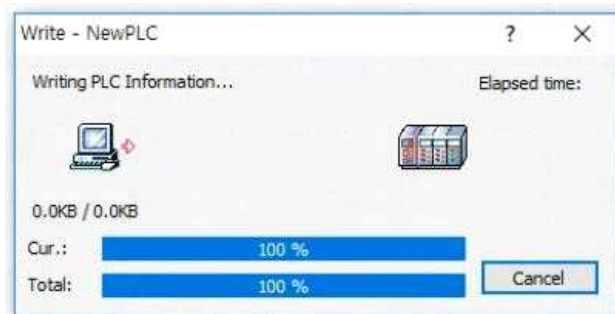 Write - NewPLC ?
Writing PLC Information... Elapsed time:
0.0KB / 0.0KB
Cur.: 100 %
Total: 100 %
Cancel